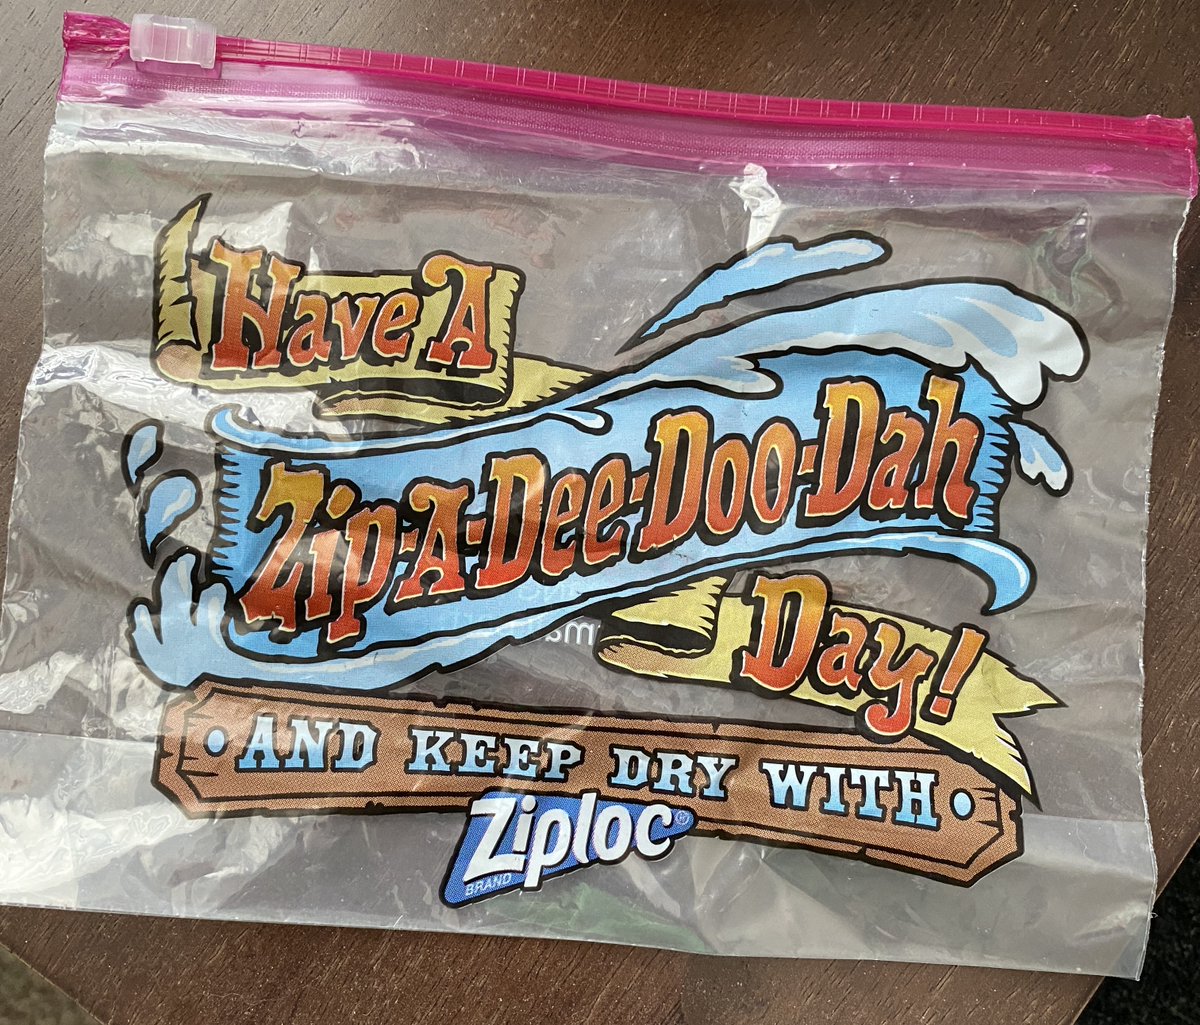 Have A
Zip-A-Dee-Doo-Dah
Day!
• AND KEEP DRY WITH •
Ziploc®
BRAND